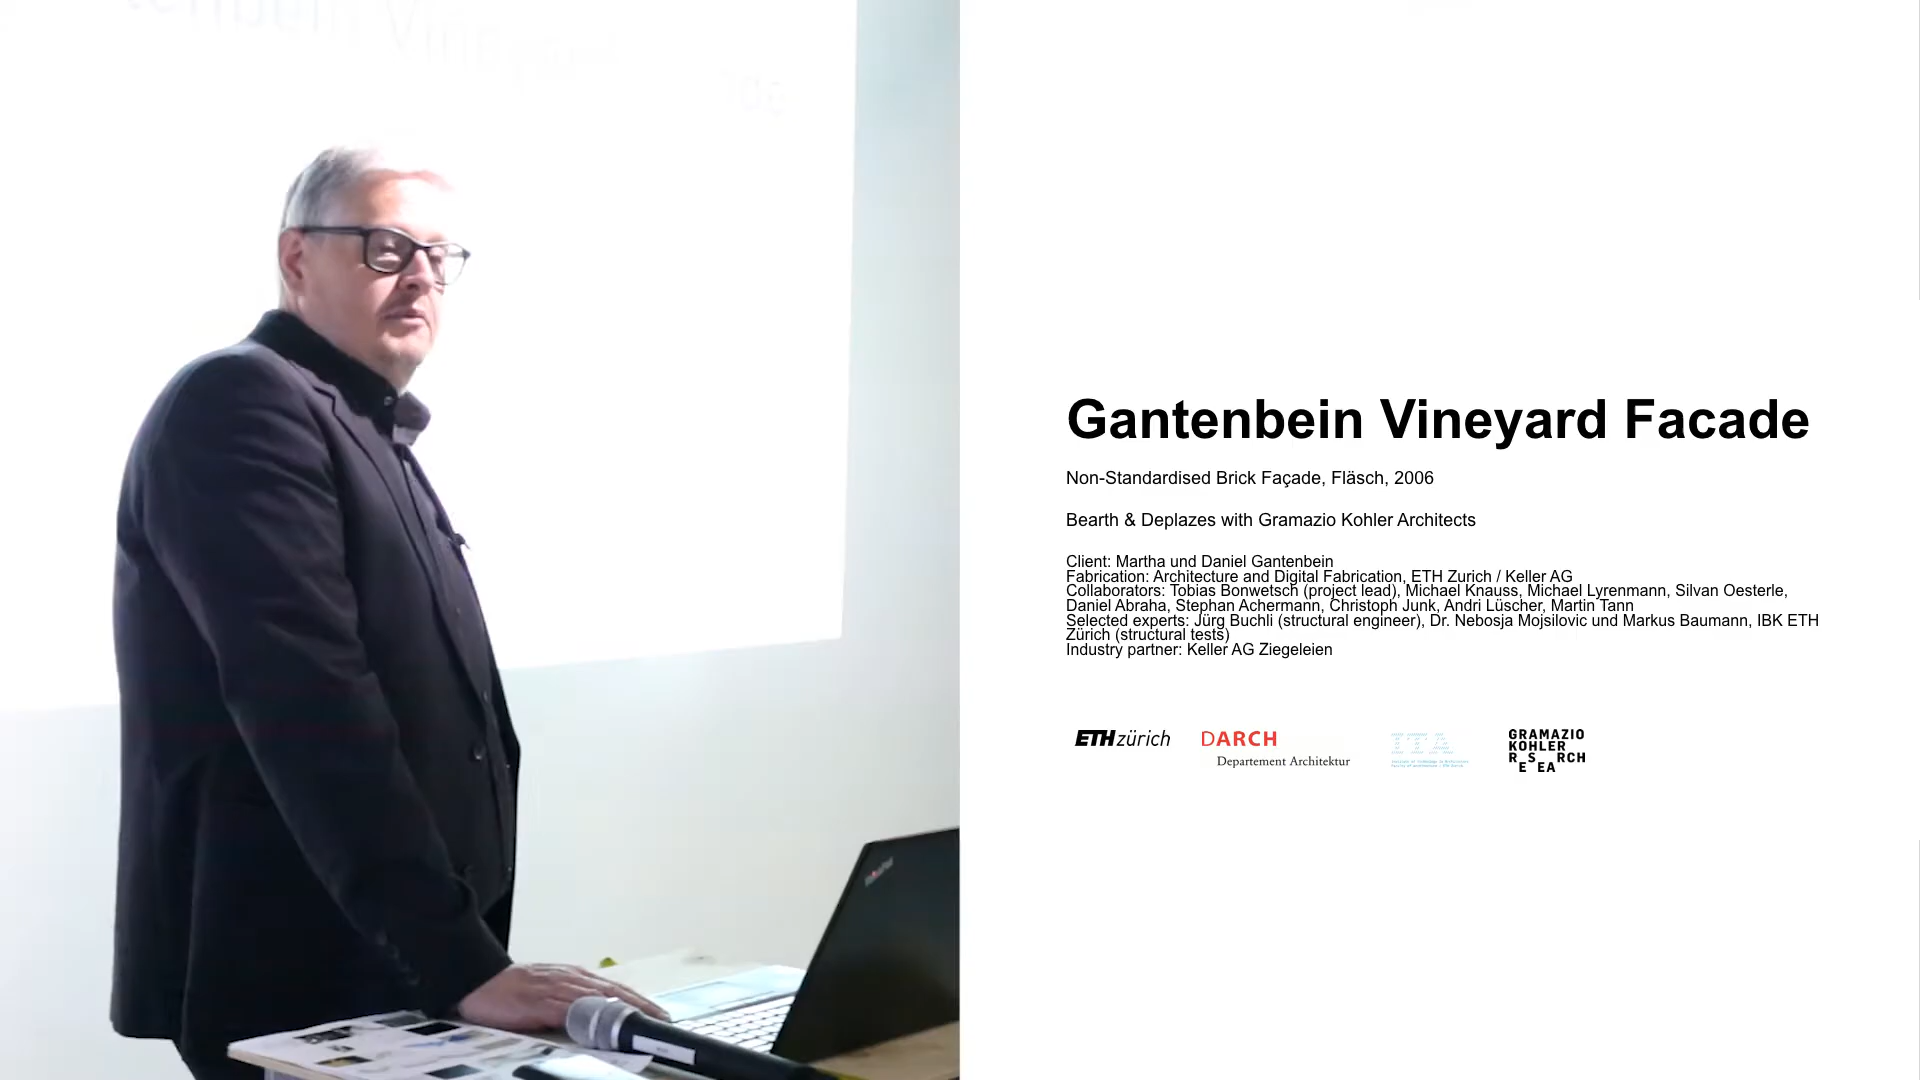 tenbein Vineya
Gantenbein Vineyard Facade
Non-Standardised Brick Façade, Fläsch, 2006
Bearth & Deplazes with Gramazio Kohler Architects
Client: Martha und Daniel Gantenbein
Fabrication: Architecture and Digital Fabrication, ETH Zurich / Keller AG
Collaborators: Tobias Bonwetsch (project lead), Michael Knauss, Michael Lyrenmann, Silvan Oesterle,
Daniel Abraha, Stephan Achermann, Christoph Junk, Andri Lüscher, Martin Tann
Selected experts: Jürg Buchli (structural engineer), Dr. Nebosja Mojsilovic und Markus Baumann, IBK ETH
Zürich (structural tests)
Industry partner: Keller AG Ziegeleien
ETH zürich
DARCH
Departement Architektur
ITA
GRAMAZIO
KOHLER
RESEARCH